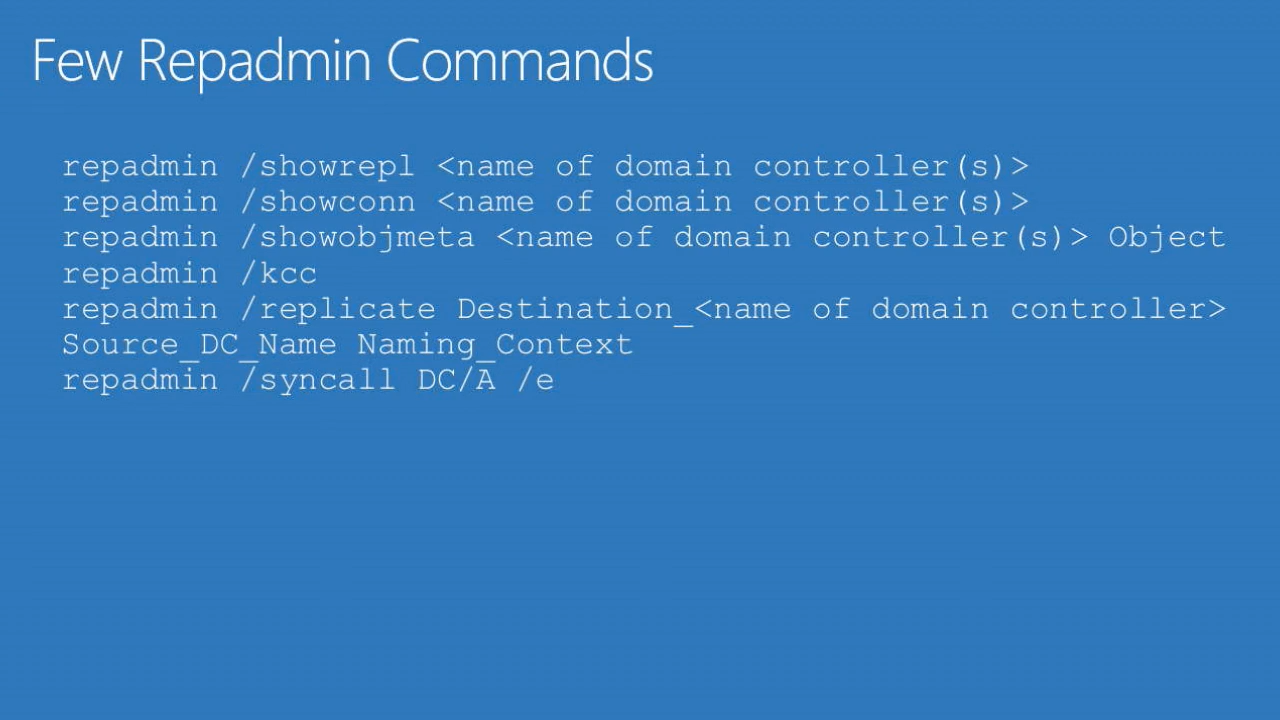 Few Repadmin Commands
repadmin /showrepl <name of domain controller(s)>
repadmin /showconn <name of domain controller(s)>
repadmin /showobjmeta <name of domain controller(s)> Object
repadmin /kcc
repadmin /replicate Destination_<name of domain controller>
Source_DC_Name Naming_Context
repadmin /syncall DC/A /e